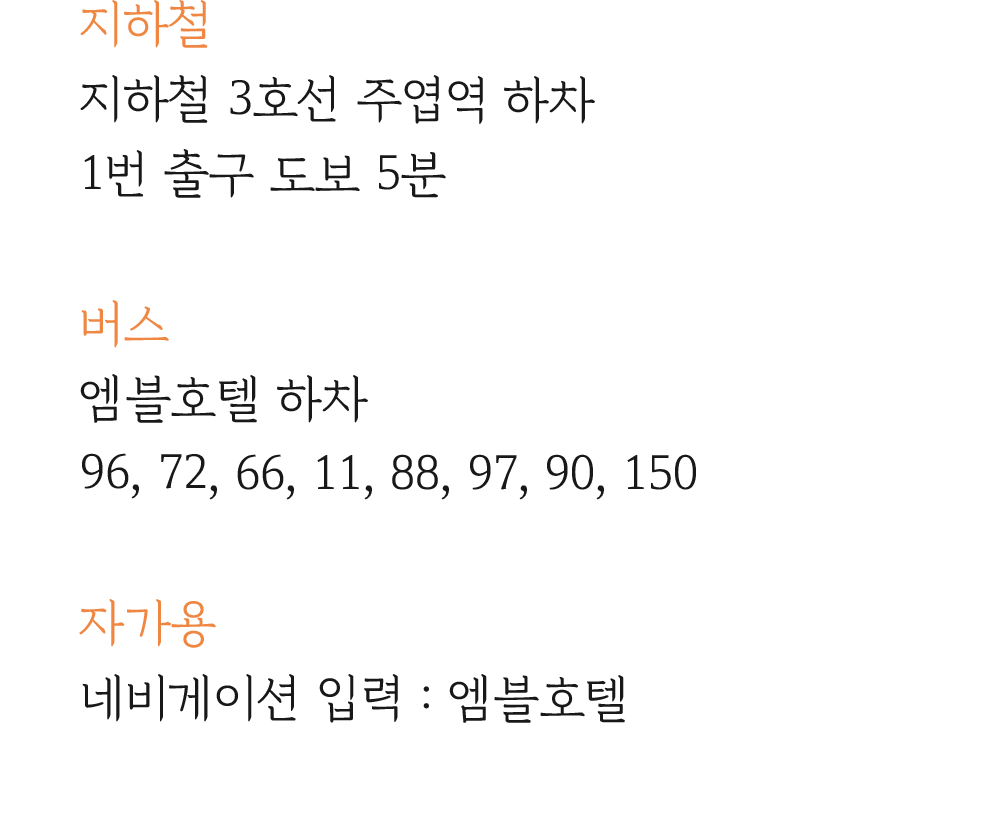 지하철
지하철 3호선 주엽역 하차
1번 출구 도보 5분
버스
엠블호텔 하차
96, 72, 66, 11, 88, 97, 90, 150
자가용
네비게이션 입력 : 엠블호텔